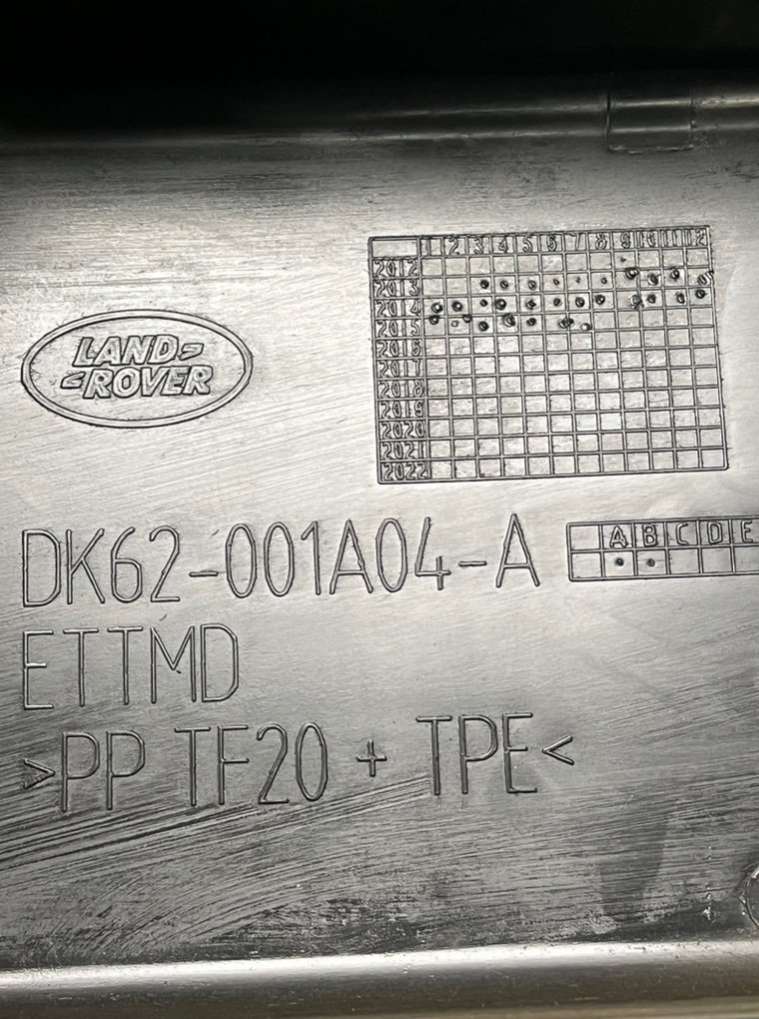 1 2 3 4 5 6 7 8 9 10 11 12
2012
2013
2014
2015
2016
2017
2018
2019
2020
2021
2022
LAND
ROVER
DK62-001A04-A
A B C D E
ETTMD
>PP TF20 + TPE<